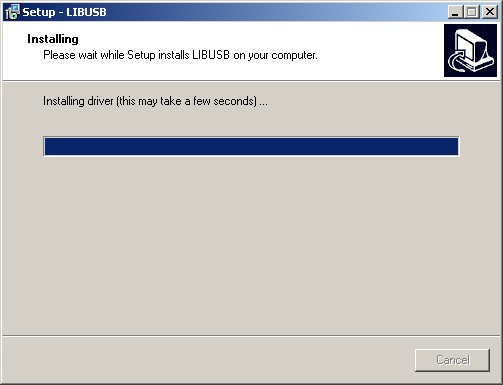 Setup - LIBUSB
Installing
Please wait while Setup installs LIBUSB on your computer.
Installing driver (this may take a few seconds) ...
Cancel